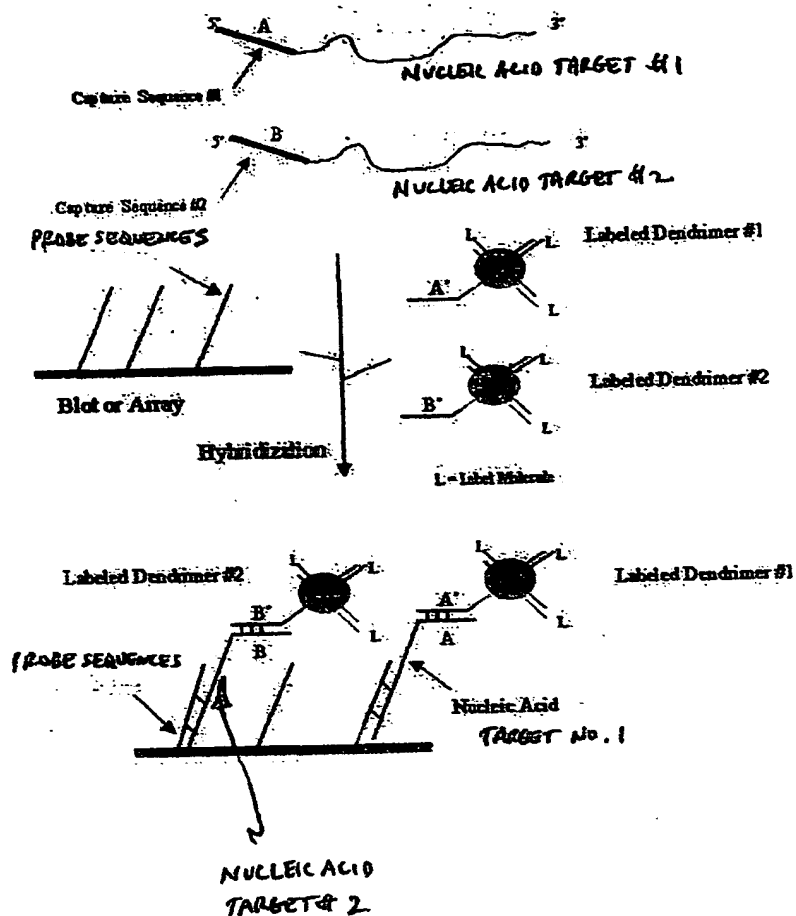 5' A 3'
NUCLEIC ACID TARGET #1
Capture Sequence #1
5' B 3'
NUCLEIC ACID TARGET #2
Capture Sequence #2
PROBE SEQUENCES
L L Labeled Dendrimer #1
A'
L
L L
Labeled Dendrimer #2
B'
Blot or Array
L
Hybridization
L = Label Molecule
L L
Labeled Dendrimer #2 L L Labeled Dendrimer #1
B' A'
L L
B A
PROBE SEQUENCES
Nucleic Acid
TARGET NO. 1
NUCLEIC ACID
TARGET # 2